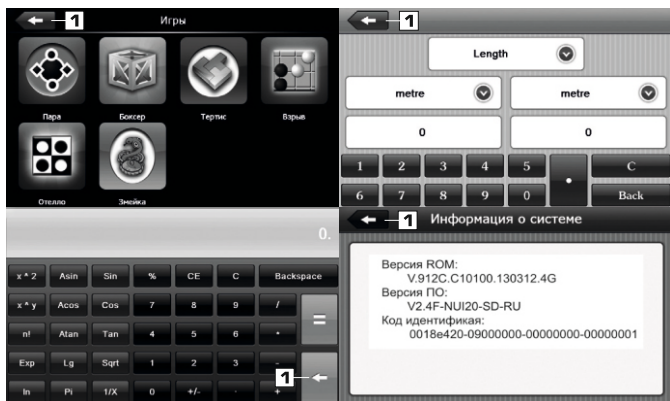 1 Игры
Пара Боксер Тертис Взрыв
Отелло Змейка
1
Length
metre metre
0 0
1 2 3 4 5 . C
6 7 8 9 0 Back
0.
x ^ 2 Asin Sin % CE C Backspace
x ^ y Acos Cos 7 8 9 / =
n! Atan Tan 4 5 6 *
Exp Lg Sqrt 1 2 3 - 1
In Pi 1/X 0 +/- . +
1 Информация о системе
Версия ROM:
V.912C.C10100.130312.4G
Версия ПО:
V2.4F-NUI20-SD-RU
Код идентификая:
0018e420-09000000-00000000-00000001